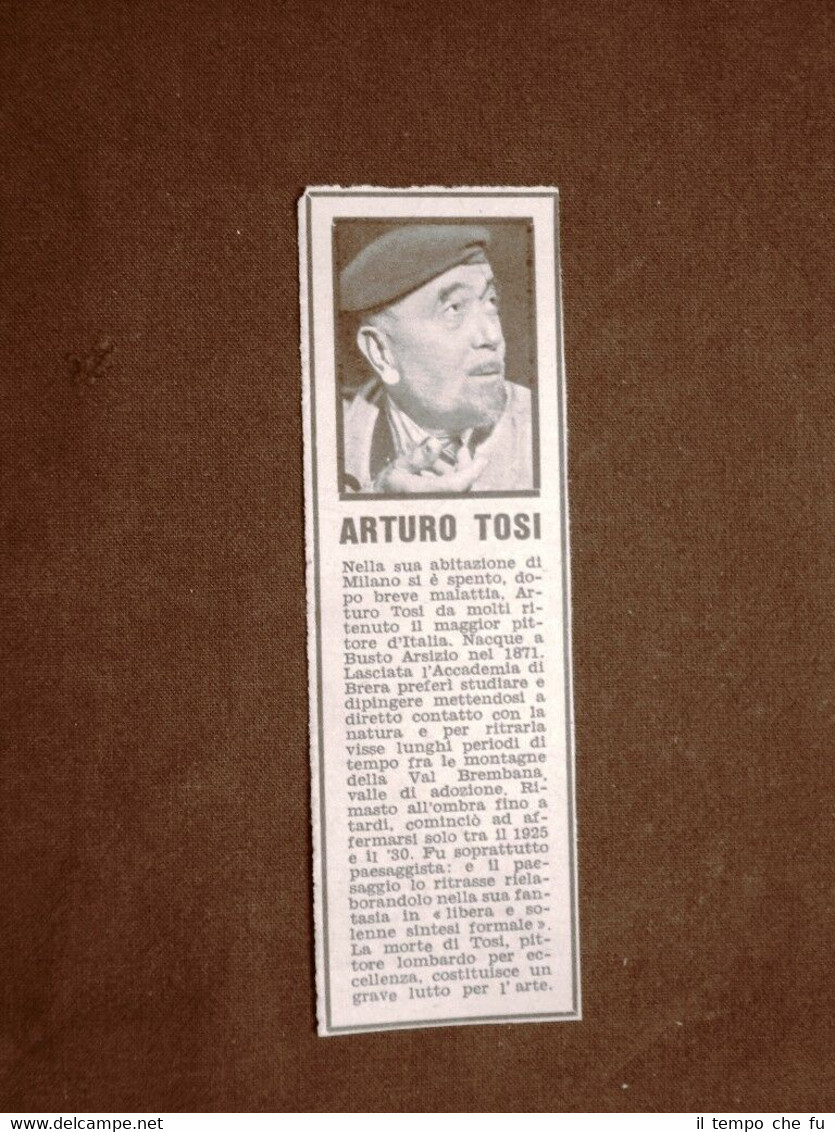 ARTURO TOSI
Nella sua abitazione di
Milano si è spento, do-
po breve malattia, Ar-
turo Tosi da molti ri-
tenuto il maggior pit-
tore d'Italia. Nacque a
Busto Arsizio nel 1871.
Lasciata l'Accademia di
Brera preferì studiare e
dipingere mettendosi a
diretto contatto con la
natura e per ritrarla
visse lunghi periodi di
tempo fra le montagne
della Val Brembana,
valle di adozione. Ri-
masto all'ombra fino a
tardi, cominciò ad af-
fermarsi solo tra il 1925
e il '30. Fu soprattutto
paesaggista: e il pae-
saggio lo ritrasse riela-
borandolo nella sua fan-
tasia in « libera e so-
lenne sintesi formale ».
La morte di Tosi, pit-
tore lombardo per ec-
cellenza, costituisce un
grave lutto per l'arte.
www.delcampe.net
il tempo che fu